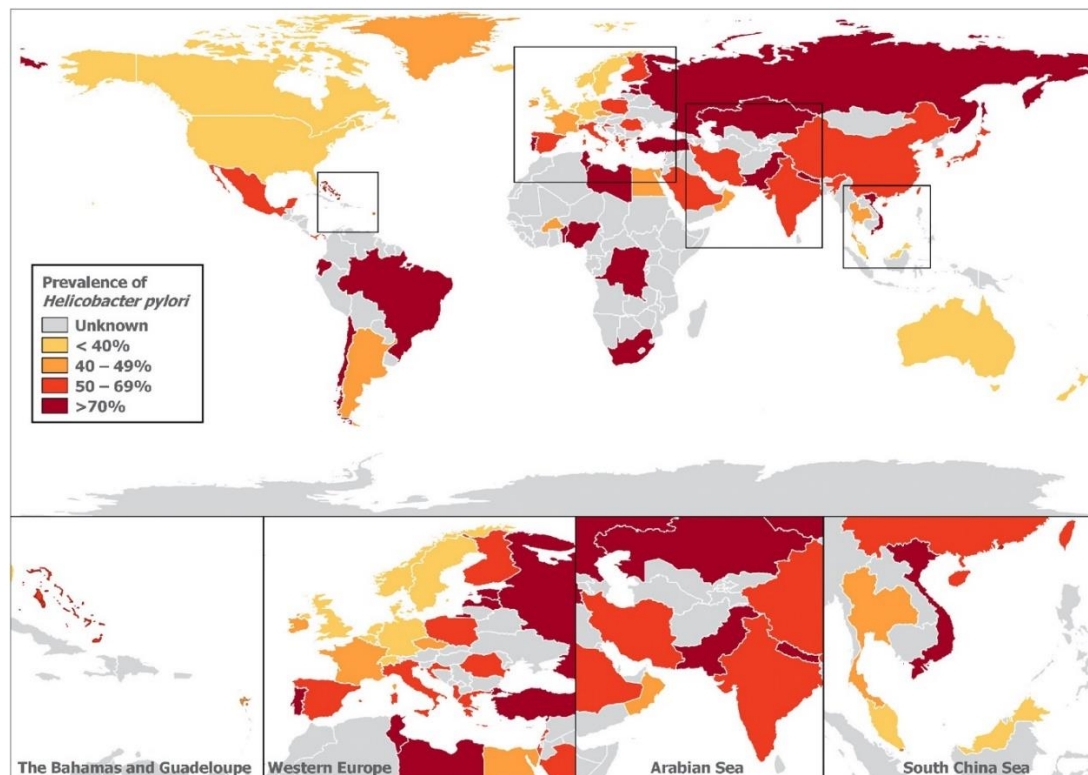 Prevalence of
Helicobacter pylori
Unknown
< 40%
40 – 49%
50 – 69%
>70%
The Bahamas and Guadeloupe
Western Europe
Arabian Sea
South China Sea